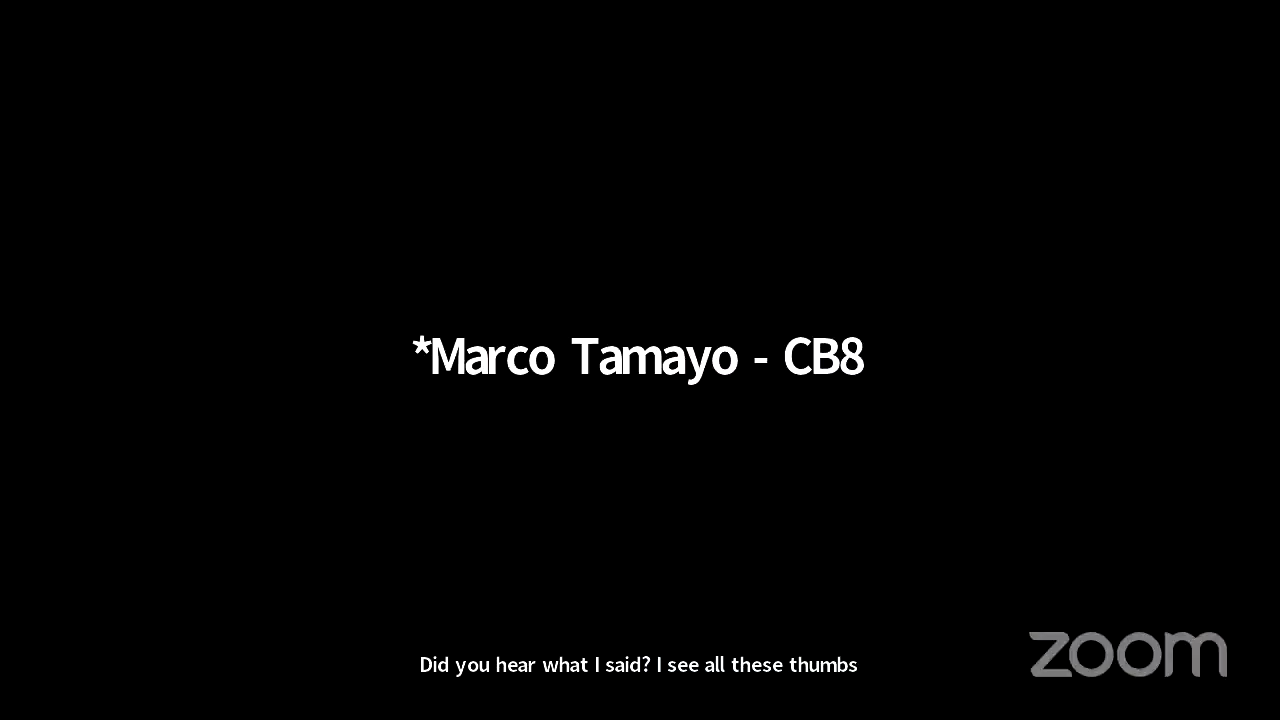 *Marco Tamayo - CB8
Did you hear what I said? I see all these thumbs
zoom